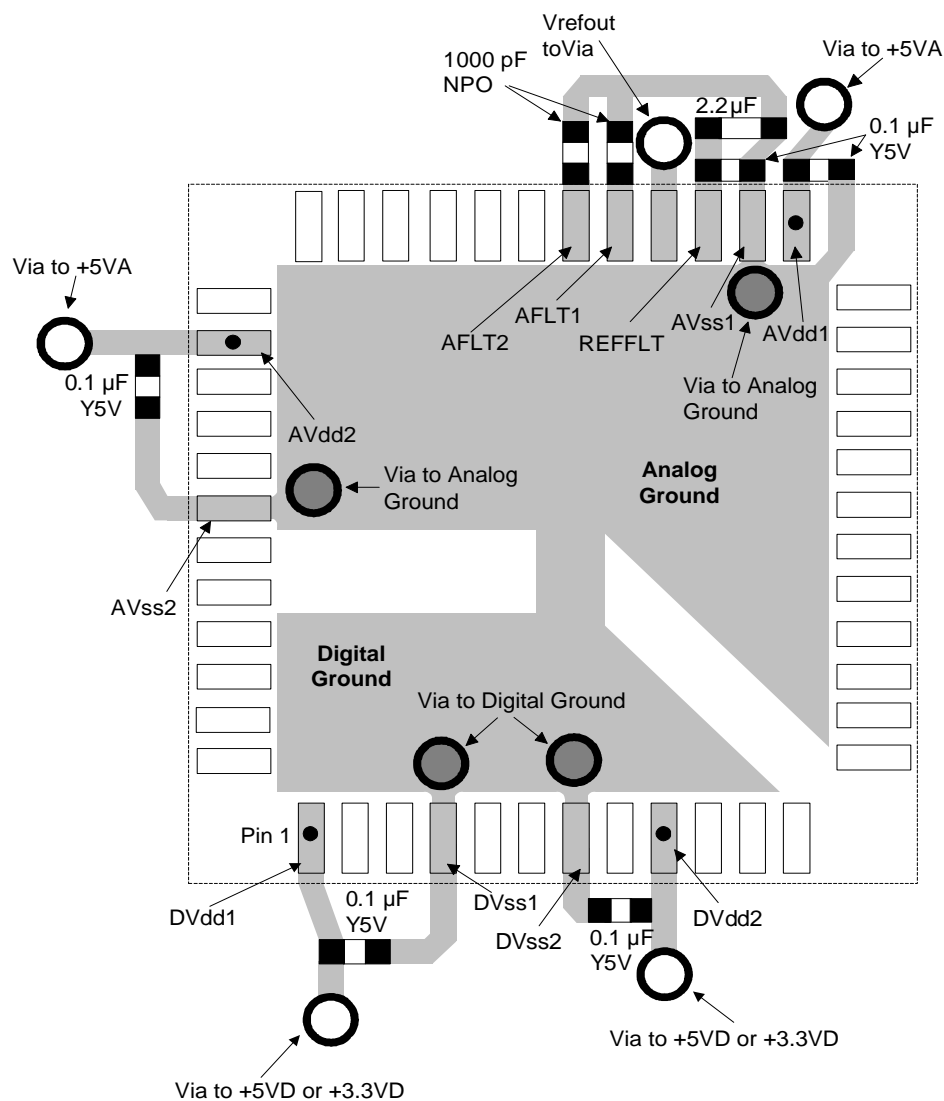 Vrefout
toVia
Via to +5VA
1000 pF
NPO
2.2µF
0.1 µF
Y5V
Via to +5VA
AFLT2
AFLT1
REFFLT
AVss1
AVdd1
Via to Analog
Ground
0.1 µF
Y5V
AVdd2
Via to Analog
Ground
Analog
Ground
AVss2
Digital
Ground
Via to Digital Ground
Pin 1
DVdd1
0.1 µF
Y5V
DVss1
DVss2
0.1 µF
Y5V
DVdd2
Via to +5VD or +3.3VD
Via to +5VD or +3.3VD